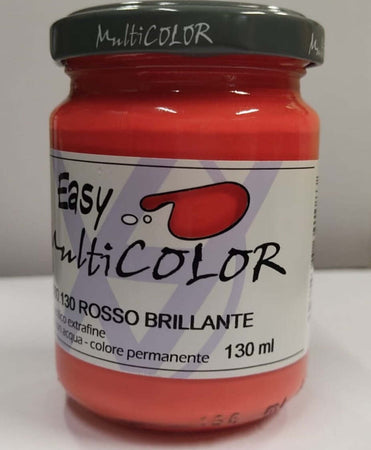 MultiCOLOR
Easy
MultiCOLOR
130 ROSSO BRILLANTE
extrafine
acqua - colore permanente 130 ml